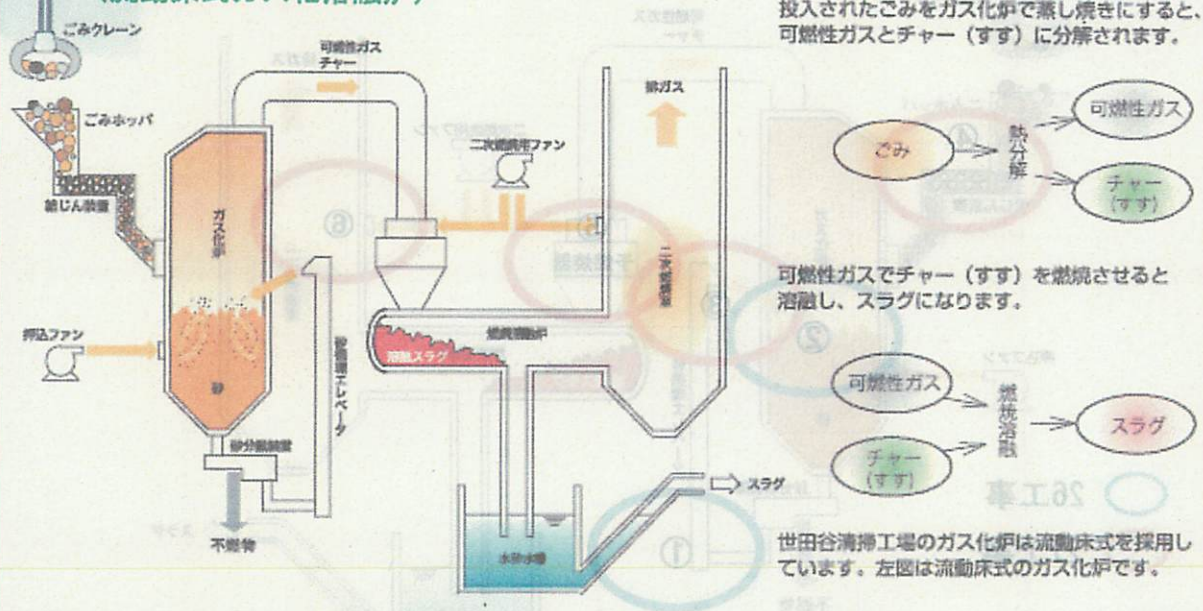 ごみクレーン
ごみホッパ
給じん装置
押込ファン
ガス化炉
砂
砂分離装置
不燃物
砂循環エレベータ
可燃性ガス
チャー
二次燃焼用ファン
排ガス
二次燃焼室
燃焼溶融炉
溶融スラグ
水砕水槽
スラグ
投入されたごみをガス化炉で蒸し焼きにすると、
可燃性ガスとチャー（すす）に分解されます。
ごみ
熱分解
可燃性ガス
チャー
(すす)
可燃性ガスでチャー（すす）を燃焼させると
溶融し、スラグになります。
可燃性ガス
チャー
(すす)
燃焼溶融
スラグ
世田谷清掃工場のガス化炉は流動床式を採用し
ています。左図は流動床式のガス化炉です。